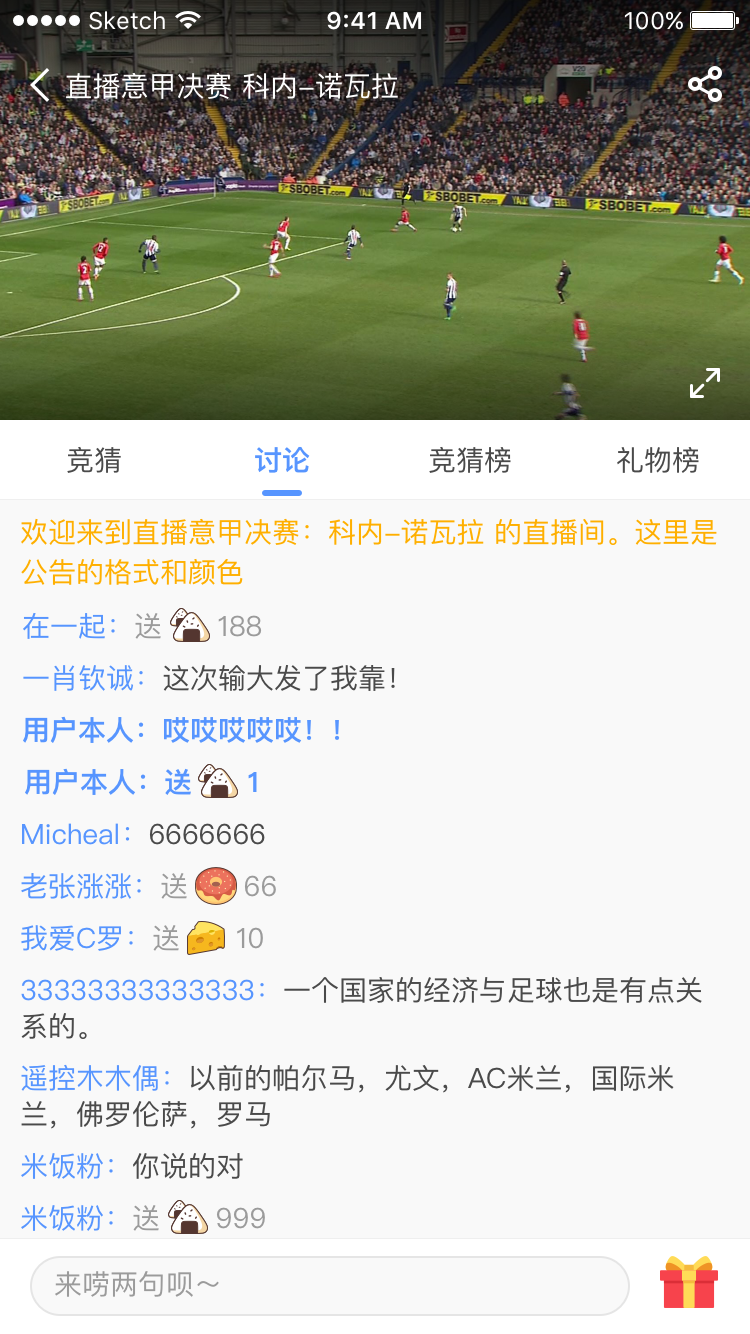 Sketch 9:41 AM 100%
直播意甲决赛 科内-诺瓦拉
SBOBET.com SBOBET.com SBOBET.com SBOBET.com
竞猜 讨论 竞猜榜 礼物榜
欢迎来到直播意甲决赛：科内-诺瓦拉 的直播间。这里是
公告的格式和颜色
在一起：送 188
一肖钦诚：这次输大发了我靠！
用户本人：哎哎哎哎哎！！
用户本人：送 1
Micheal：6666666
老张涨涨：送 66
我爱C罗：送 10
33333333333333：一个国家的经济与足球也是有点关
系的。
遥控木木偶：以前的帕尔马，尤文，AC米兰，国际米
兰，佛罗伦萨，罗马
米饭粉：你说的对
米饭粉：送 999
来唠两句呗～